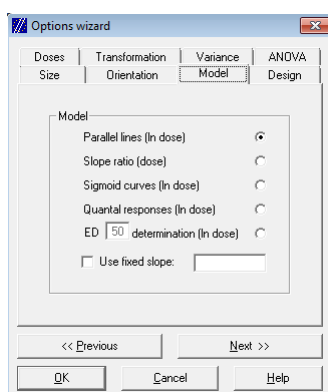 Options wizard
Doses Transformation Variance ANOVA
Size Orientation Model Design
Model
Parallel lines (ln dose)
Slope ratio (dose)
Sigmoid curves (ln dose)
Quantal responses (ln dose)
ED 50 determination (ln dose)
Use fixed slope:
<< Previous Next >>
OK Cancel Help